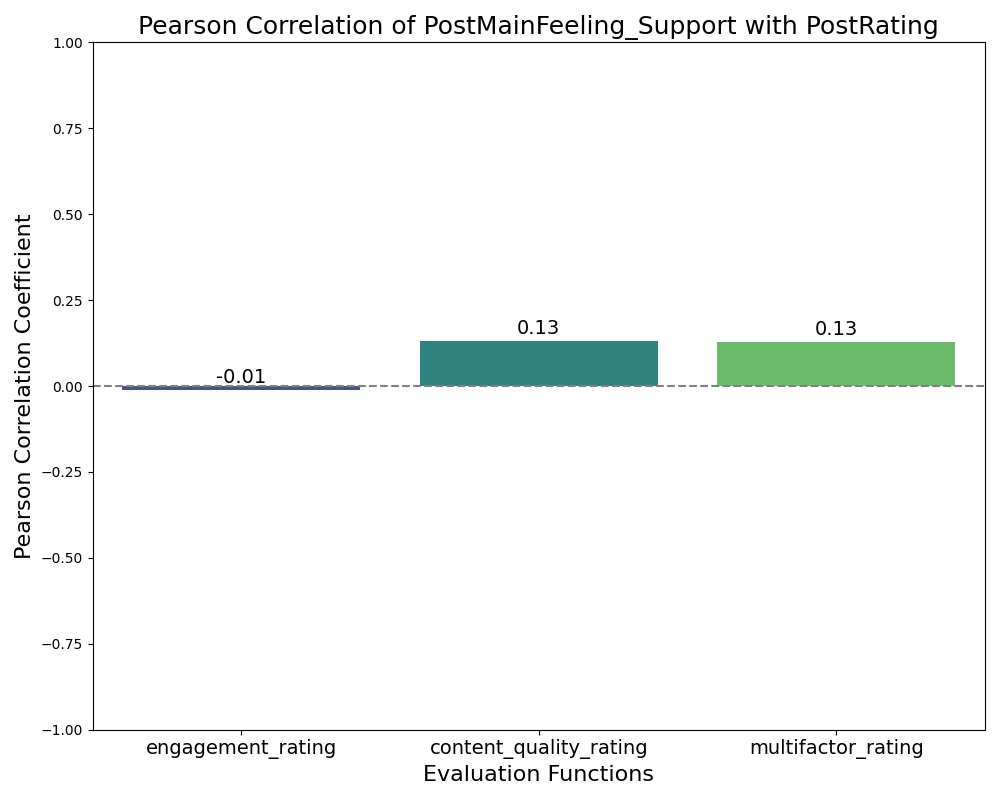 Pearson Correlation of PostMainFeeling_Support with PostRating
1.00
0.75
0.50
0.25
0.00
−0.25
−0.50
−0.75
−1.00
Pearson Correlation Coefficient
-0.01
0.13
0.13
engagement_rating
content_quality_rating
multifactor_rating
Evaluation Functions